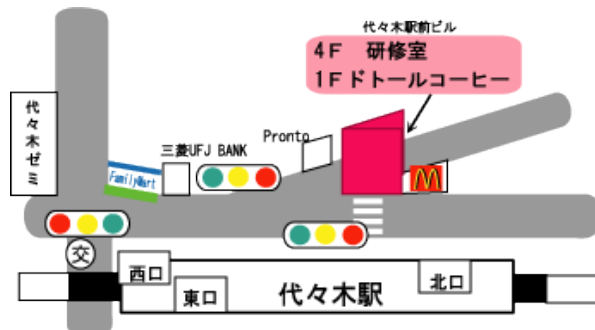 代々木駅前ビル
4F 研修室
1Fドトールコーヒー
代々木ゼミ
Pronto
三菱UFJ BANK
FamilyMart
交
西口
東口
代々木駅
北口